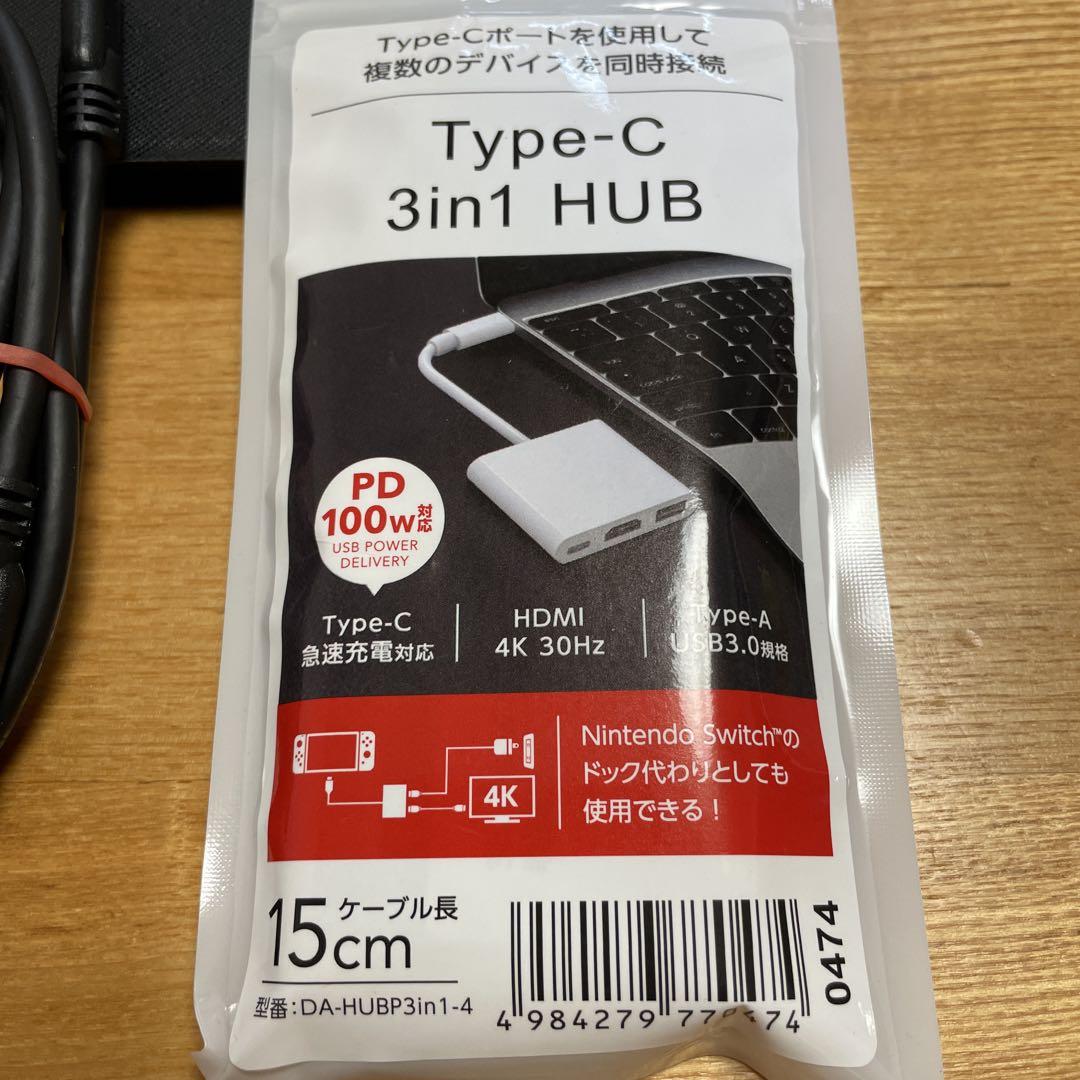 Type-Cポートを使用して
複数のデバイスを同時接続
Type-C
3in1 HUB
PD
100w対応
USB POWER
DELIVERY
Type-C
急速充電対応
HDMI
4K 30Hz
Type-A
USB3.0規格
4K
Nintendo Switch™の
ドック代わりとしても
使用できる！
15cm
ケーブル長
型番：DA-HUBP3in1-4
4 984279
0474